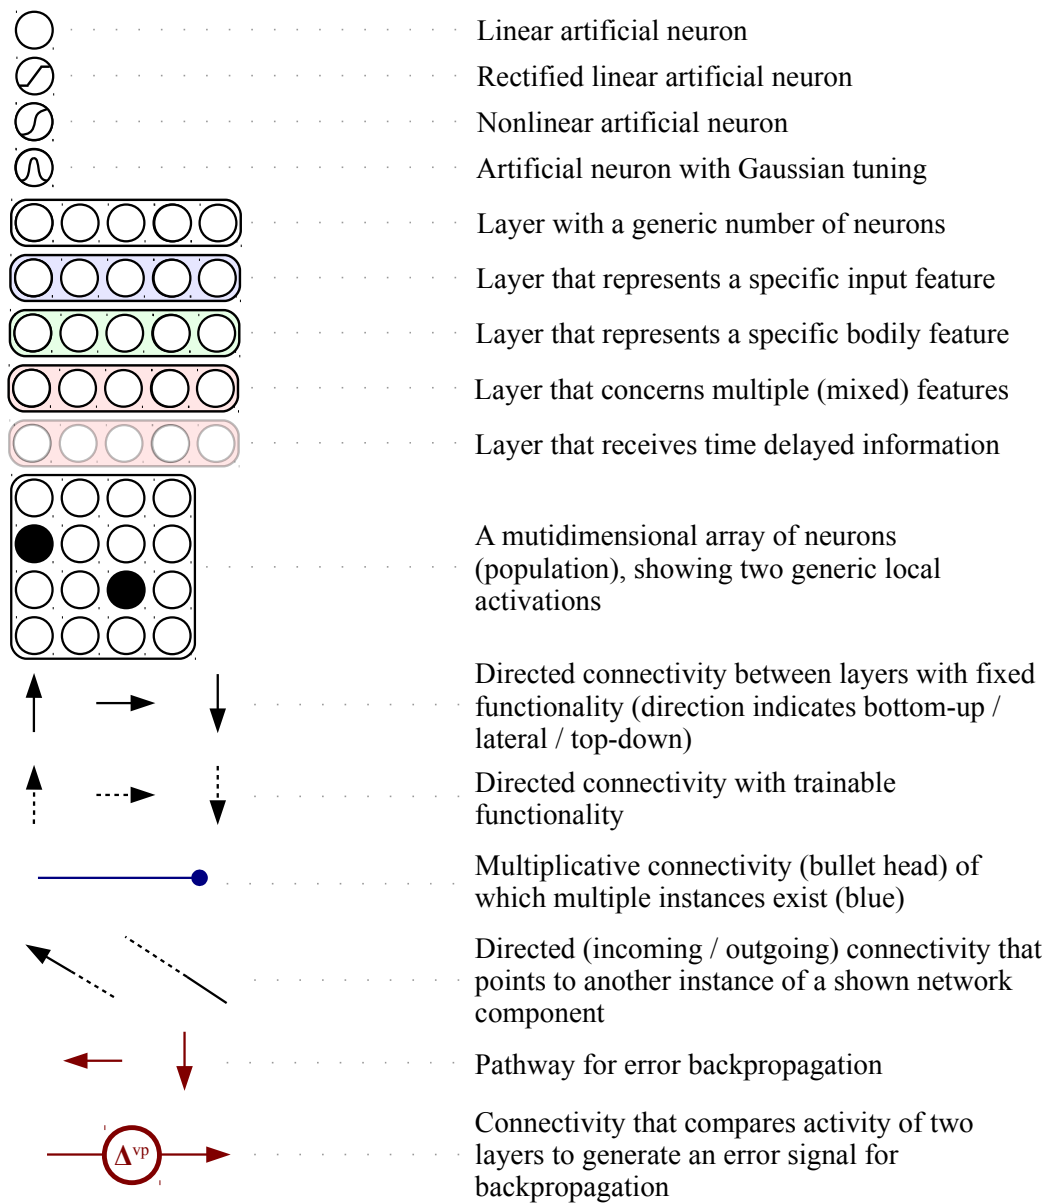 Linear artificial neuron
Rectified linear artificial neuron
Nonlinear artificial neuron
Artificial neuron with Gaussian tuning
Layer with a generic number of neurons
Layer that represents a specific input feature
Layer that represents a specific bodily feature
Layer that concerns multiple (mixed) features
Layer that receives time delayed information
A mutidimensional array of neurons
(population), showing two generic local
activations
Directed connectivity between layers with fixed
functionality (direction indicates bottom-up /
lateral / top-down)
Directed connectivity with trainable
functionality
Multiplicative connectivity (bullet head) of
which multiple instances exist (blue)
Directed (incoming / outgoing) connectivity that
points to another instance of a shown network
component
Pathway for error backpropagation
Δvp
Connectivity that compares activity of two
layers to generate an error signal for
backpropagation